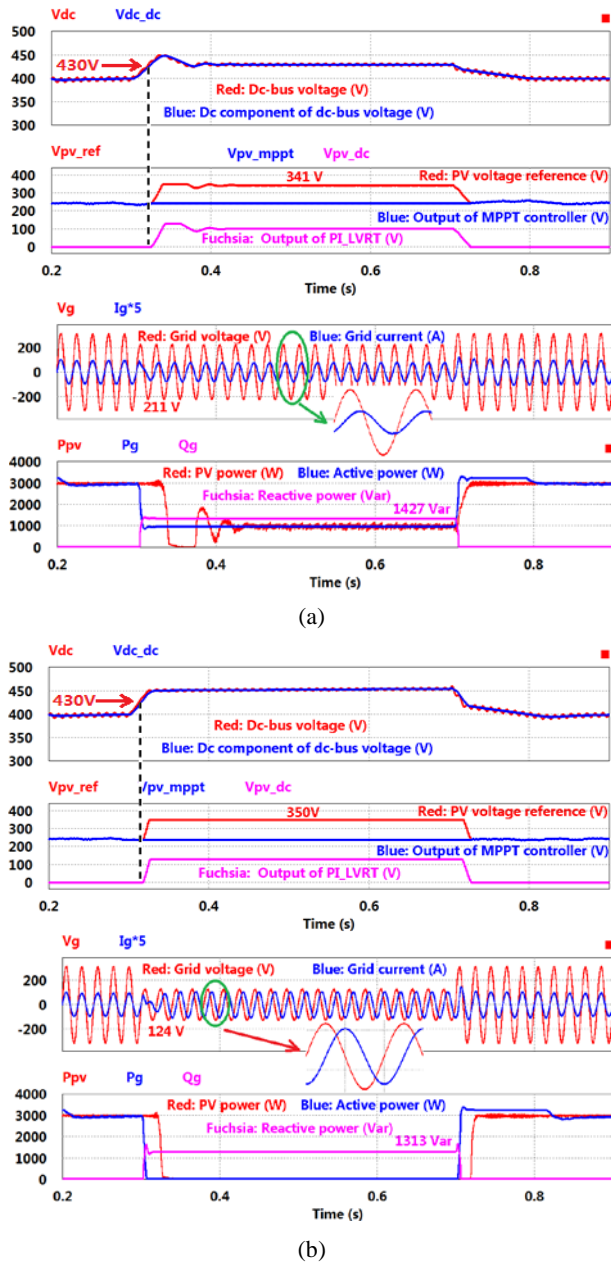 Vdc Vdc_dc
500
450
430V
400
Red: Dc-bus voltage (V)
350
Blue: Dc component of dc-bus voltage (V)
300
Vpv_ref Vpv_mppt Vpv_dc
400
341 V Red: PV voltage reference (V)
300
200
Blue: Output of MPPT controller (V)
100
Fuchsia: Output of PI_LVRT (V)
0
0.2 0.4 0.6 0.8
Time (s)
Vg Ig*5
Red: Grid voltage (V) Blue: Grid current (A)
200
0
-200
211 V
Ppv Pg Qg
4000
Red: PV power (W) Blue: Active power (W)
3000
Fuchsia: Reactive power (Var)
2000
1427 Var
1000
0
0.2 0.4 0.6 0.8
Time (s)
(a)
Vdc Vdc_dc
500
430V
450
400
Red: Dc-bus voltage (V)
350
Blue: Dc component of dc-bus voltage (V)
300
Vpv_ref /pv_mppt Vpv_dc
400
350V Red: PV voltage reference (V)
300
200
Blue: Output of MPPT controller (V)
100
Fuchsia: Output of PI_LVRT (V)
0
0.2 0.4 0.6 0.8
Time (s)
Vg Ig*5
Red: Grid voltage (V) Blue: Grid current (A)
200
0
-200
124 V
Ppv Pg Qg
4000
Red: PV power (W) Blue: Active power (W)
3000
Fuchsia: Reactive power (Var)
2000
1313 Var
1000
0
0.2 0.4 0.6 0.8
Time (s)
(b)